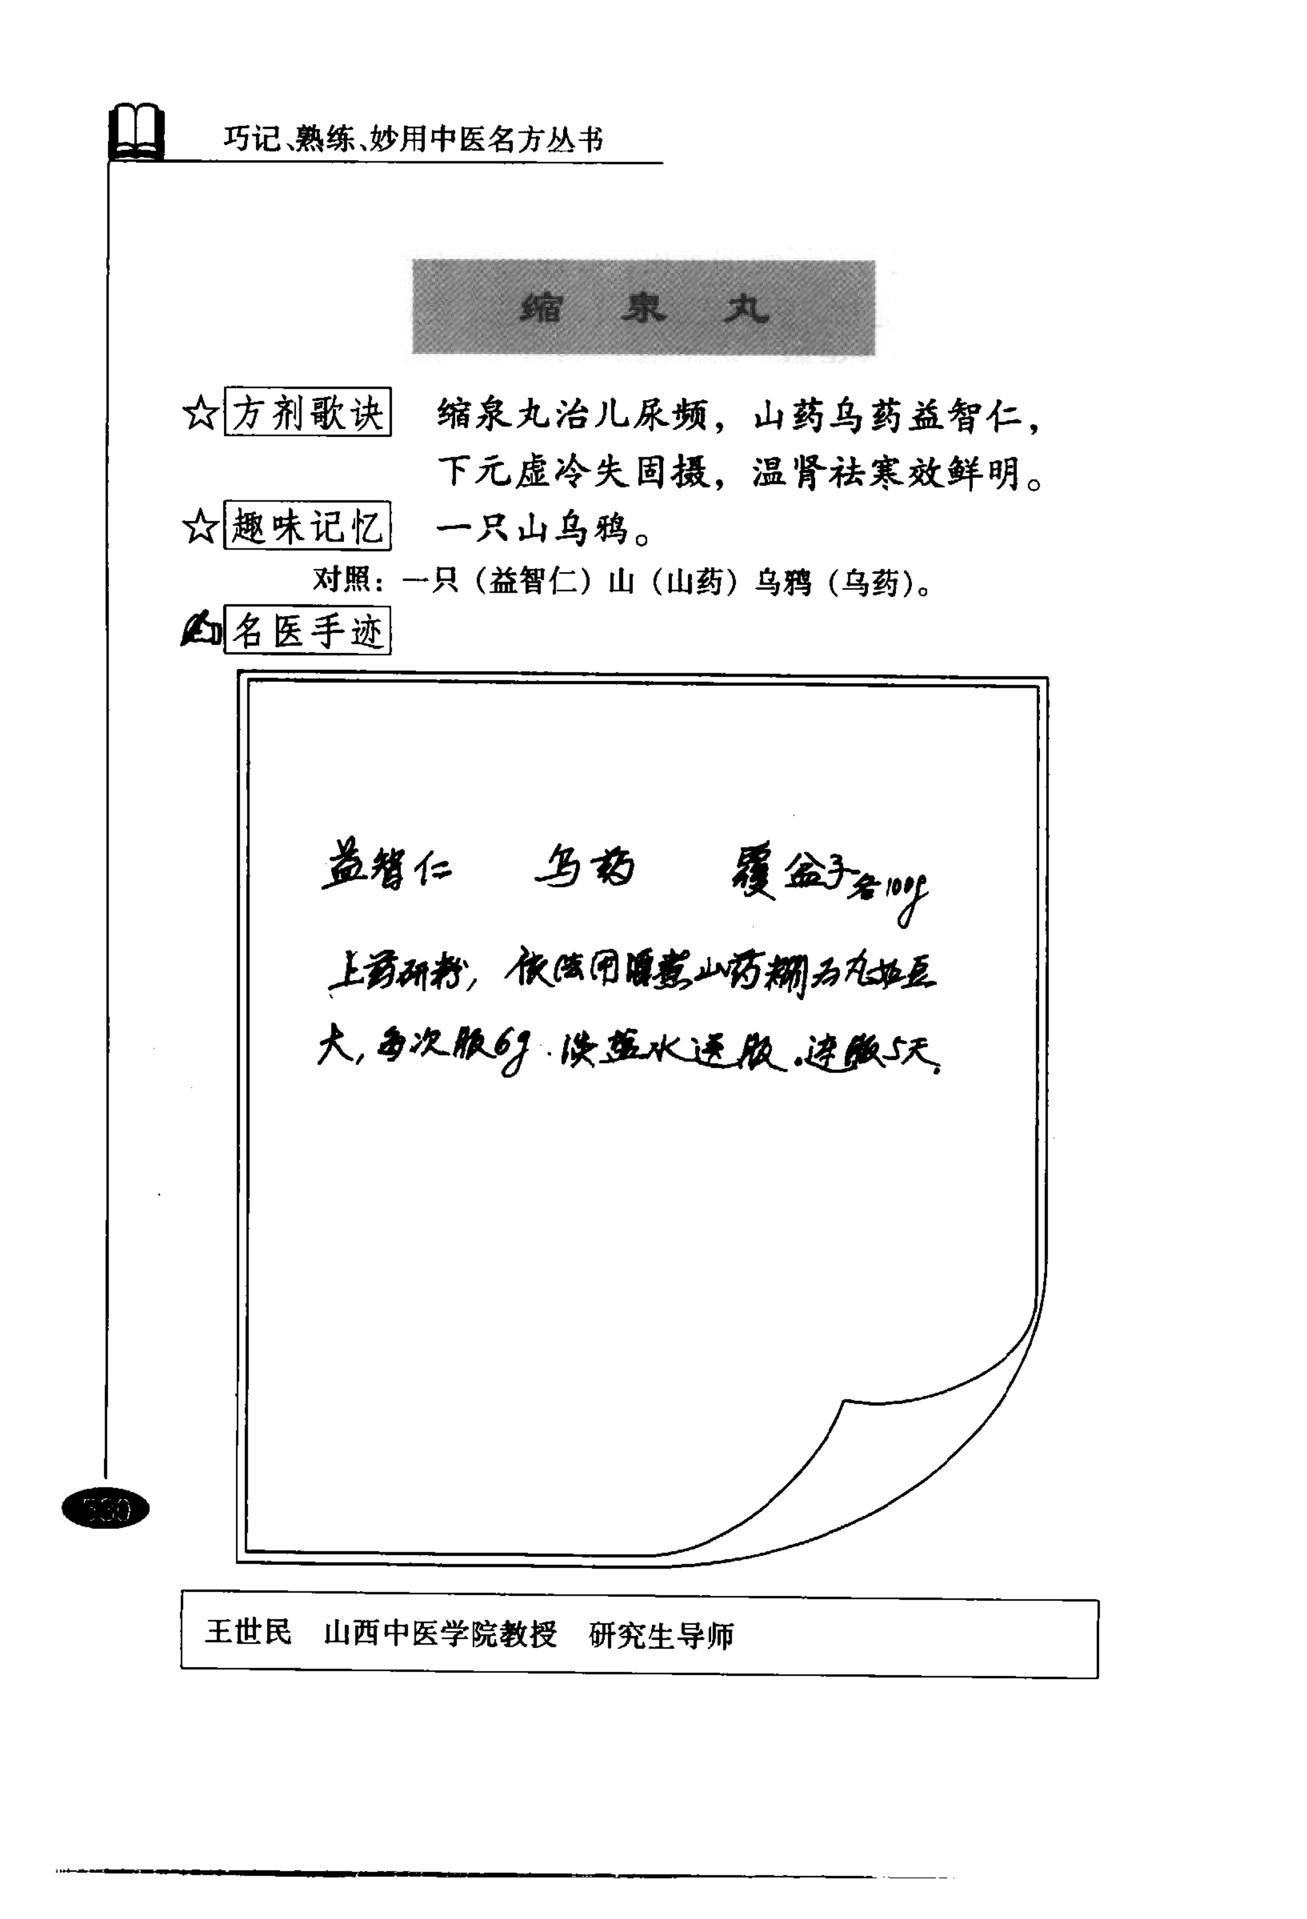 巧记、熟练、妙用中医名方丛书
缩泉丸
☆方剂歌诀 缩泉丸治儿尿频，山药乌药益智仁，
下元虚冷失固摄，温肾祛寒效鲜明。
☆趣味记忆 一只山乌鸦。
对照：一只（益智仁）山（山药）乌鸦（乌药）。
名医手迹
益智仁 乌药 覆盆子各100g
上药研粉，依法用酒煮山药糊为丸如豆
大，每次服6g．淡盐水送服．连服5天．
王世民 山西中医学院教授 研究生导师